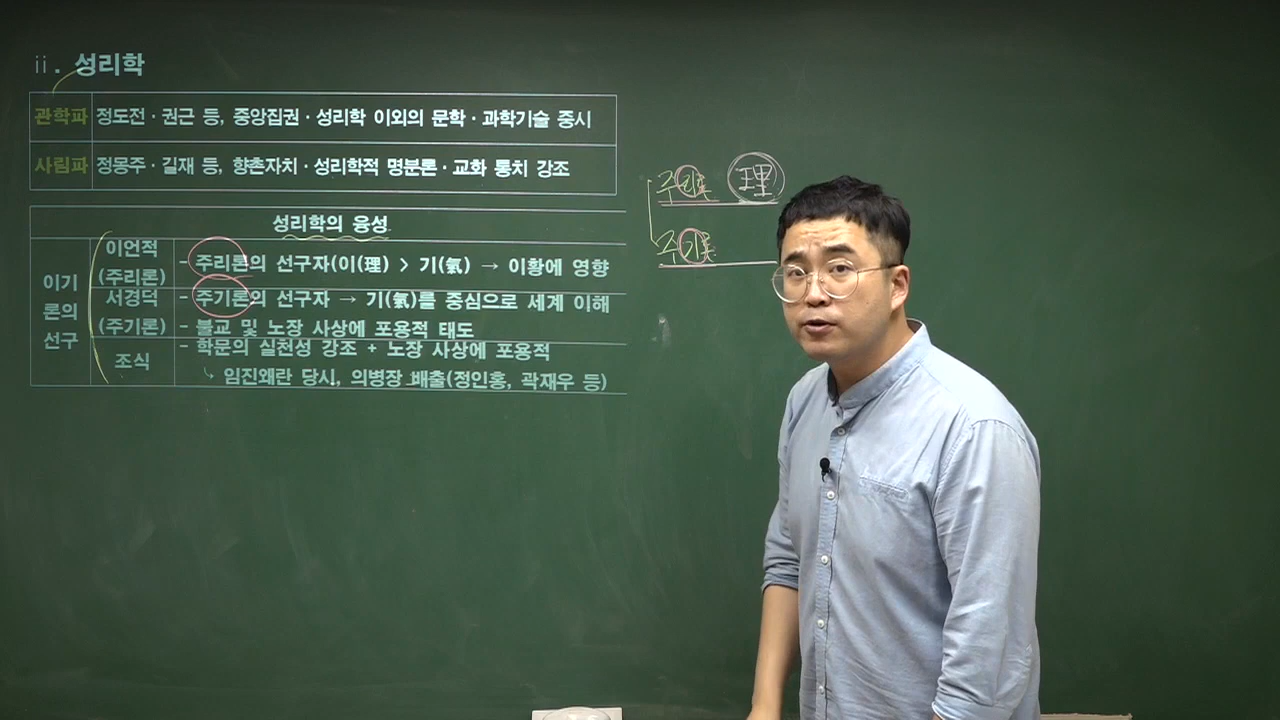 ii. 성리학
관학파 정도전·권근 등, 중앙집권·성리학 이외의 문학·과학기술 중시
사림파 정몽주·길재 등, 향촌자치·성리학적 명분론·교화 통치 강조
성리학의 융성
이기론의 선구
이언적 (주리론)
- 주리론의 선구자(이(理) > 기(氣) → 이황에 영향
서경덕 (주기론)
- 주기론의 선구자 → 기(氣)를 중심으로 세계 이해
- 불교 및 노장 사상에 포용적 태도
조식
- 학문의 실천성 강조 + 노장 사상에 포용적
↳ 임진왜란 당시, 의병장 배출(정인홍, 곽재우 등)
주리론 理
주기론